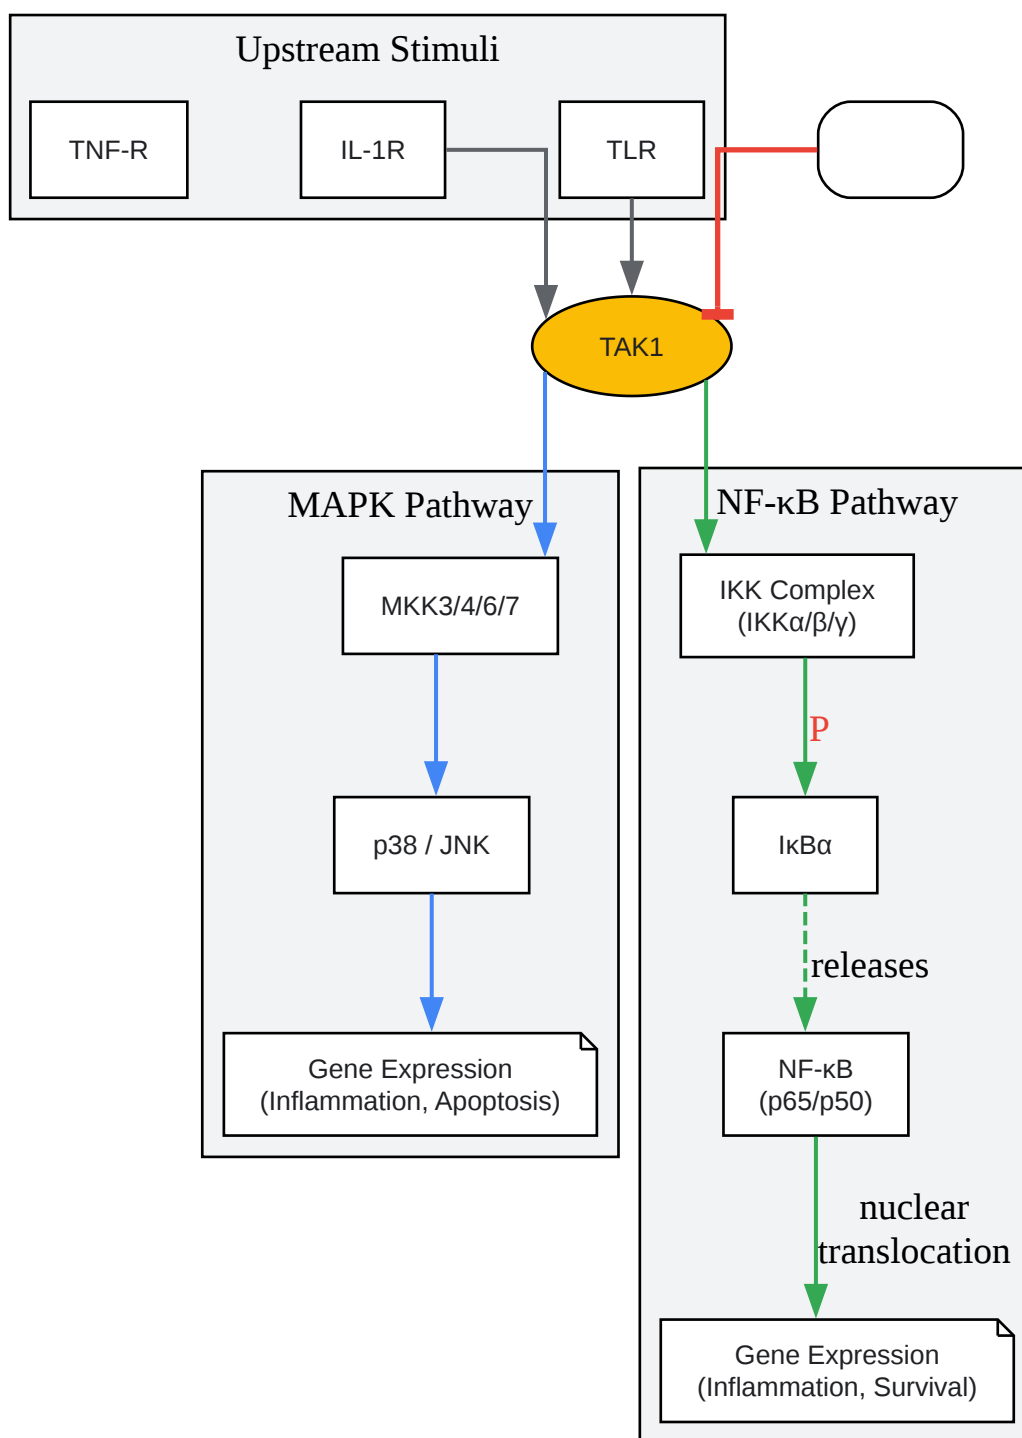 Upstream Stimuli
TNF-R
IL-1R
TLR
TAK1
MAPK Pathway
MKK3/4/6/7
p38 / JNK
Gene Expression
(Inflammation, Apoptosis)
NF-κB Pathway
IKK Complex
(IKKα/β/γ)
P
IκBα
releases
NF-κB
(p65/p50)
nuclear
translocation
Gene Expression
(Inflammation, Survival)